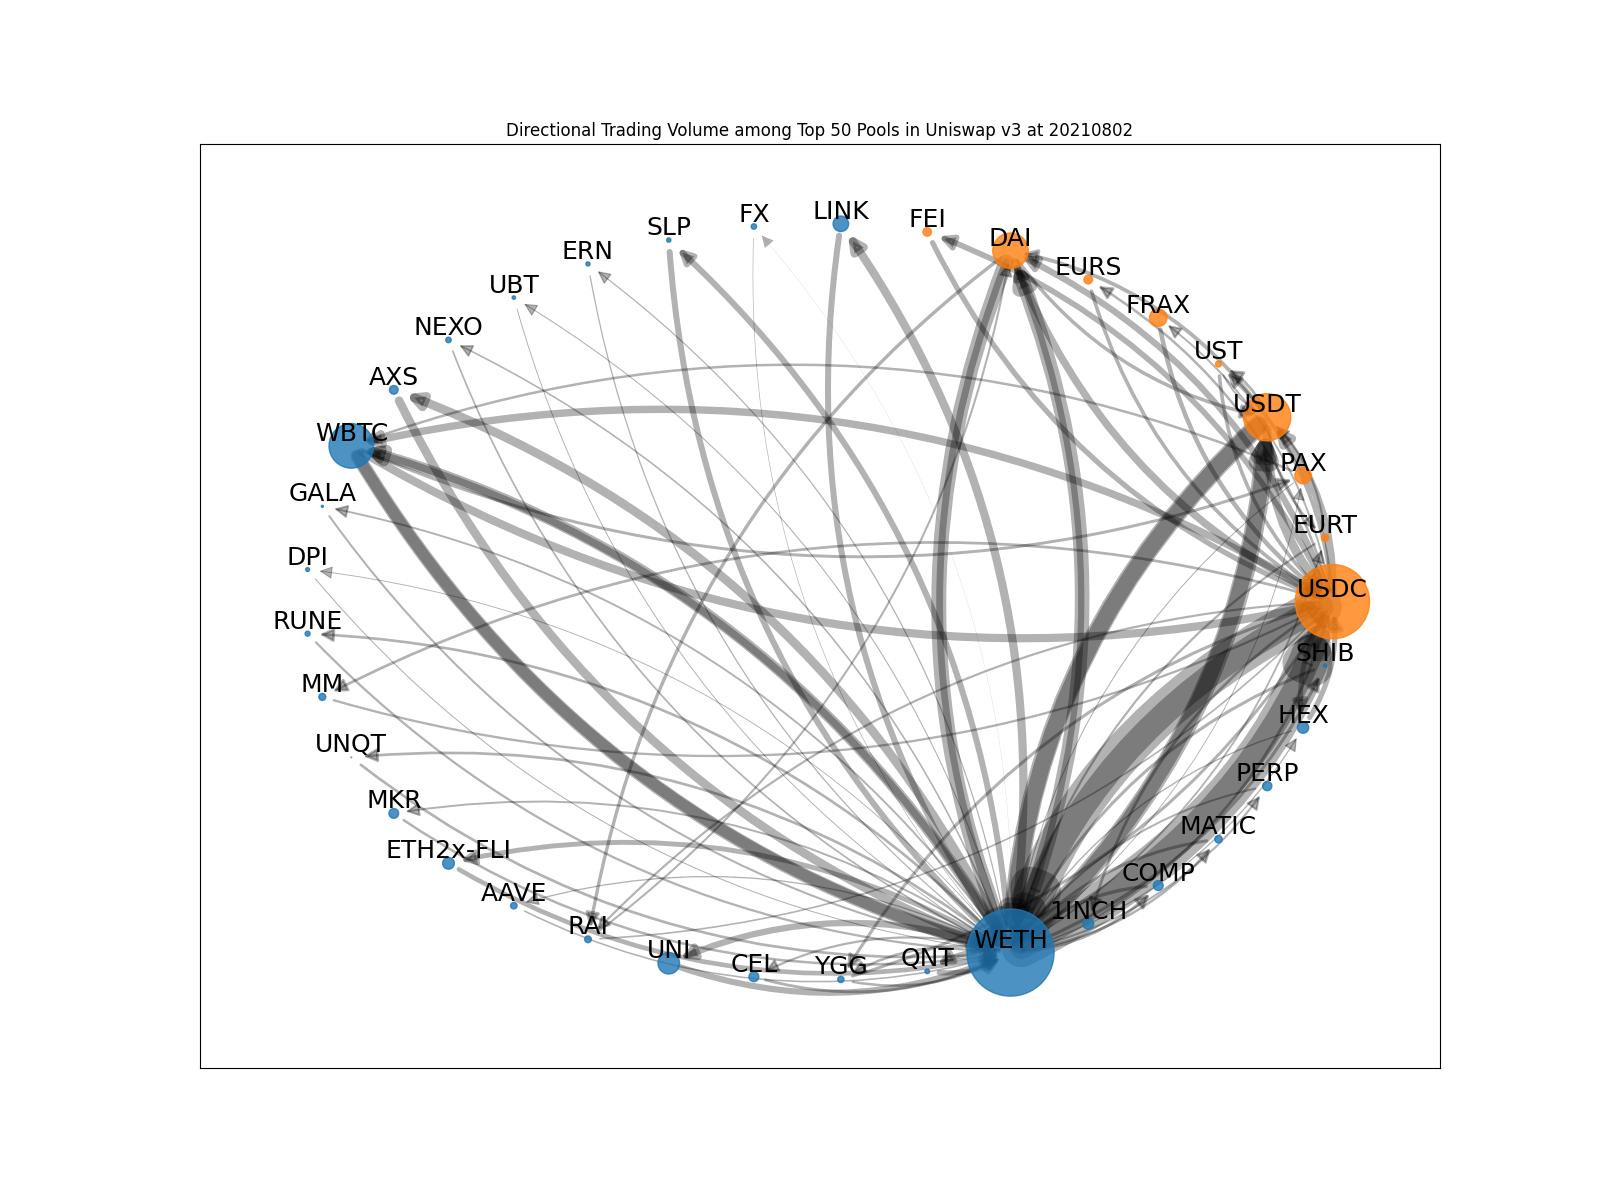 Directional Trading Volume among Top 50 Pools in Uniswap v3 at 20210802
SLP
FX
LINK
FEI
DAI
ERN
EURS
UBT
FRAX
NEXO
UST
AXS
USDT
WBTC
PAX
GALA
EURT
DPI
USDC
RUNE
SHIB
MM
HEX
UNQT
PERP
MKR
MATIC
ETH2x-FLI
COMP
AAVE
1INCH
RAI
WETH
UNI
CEL
YGG
QNT